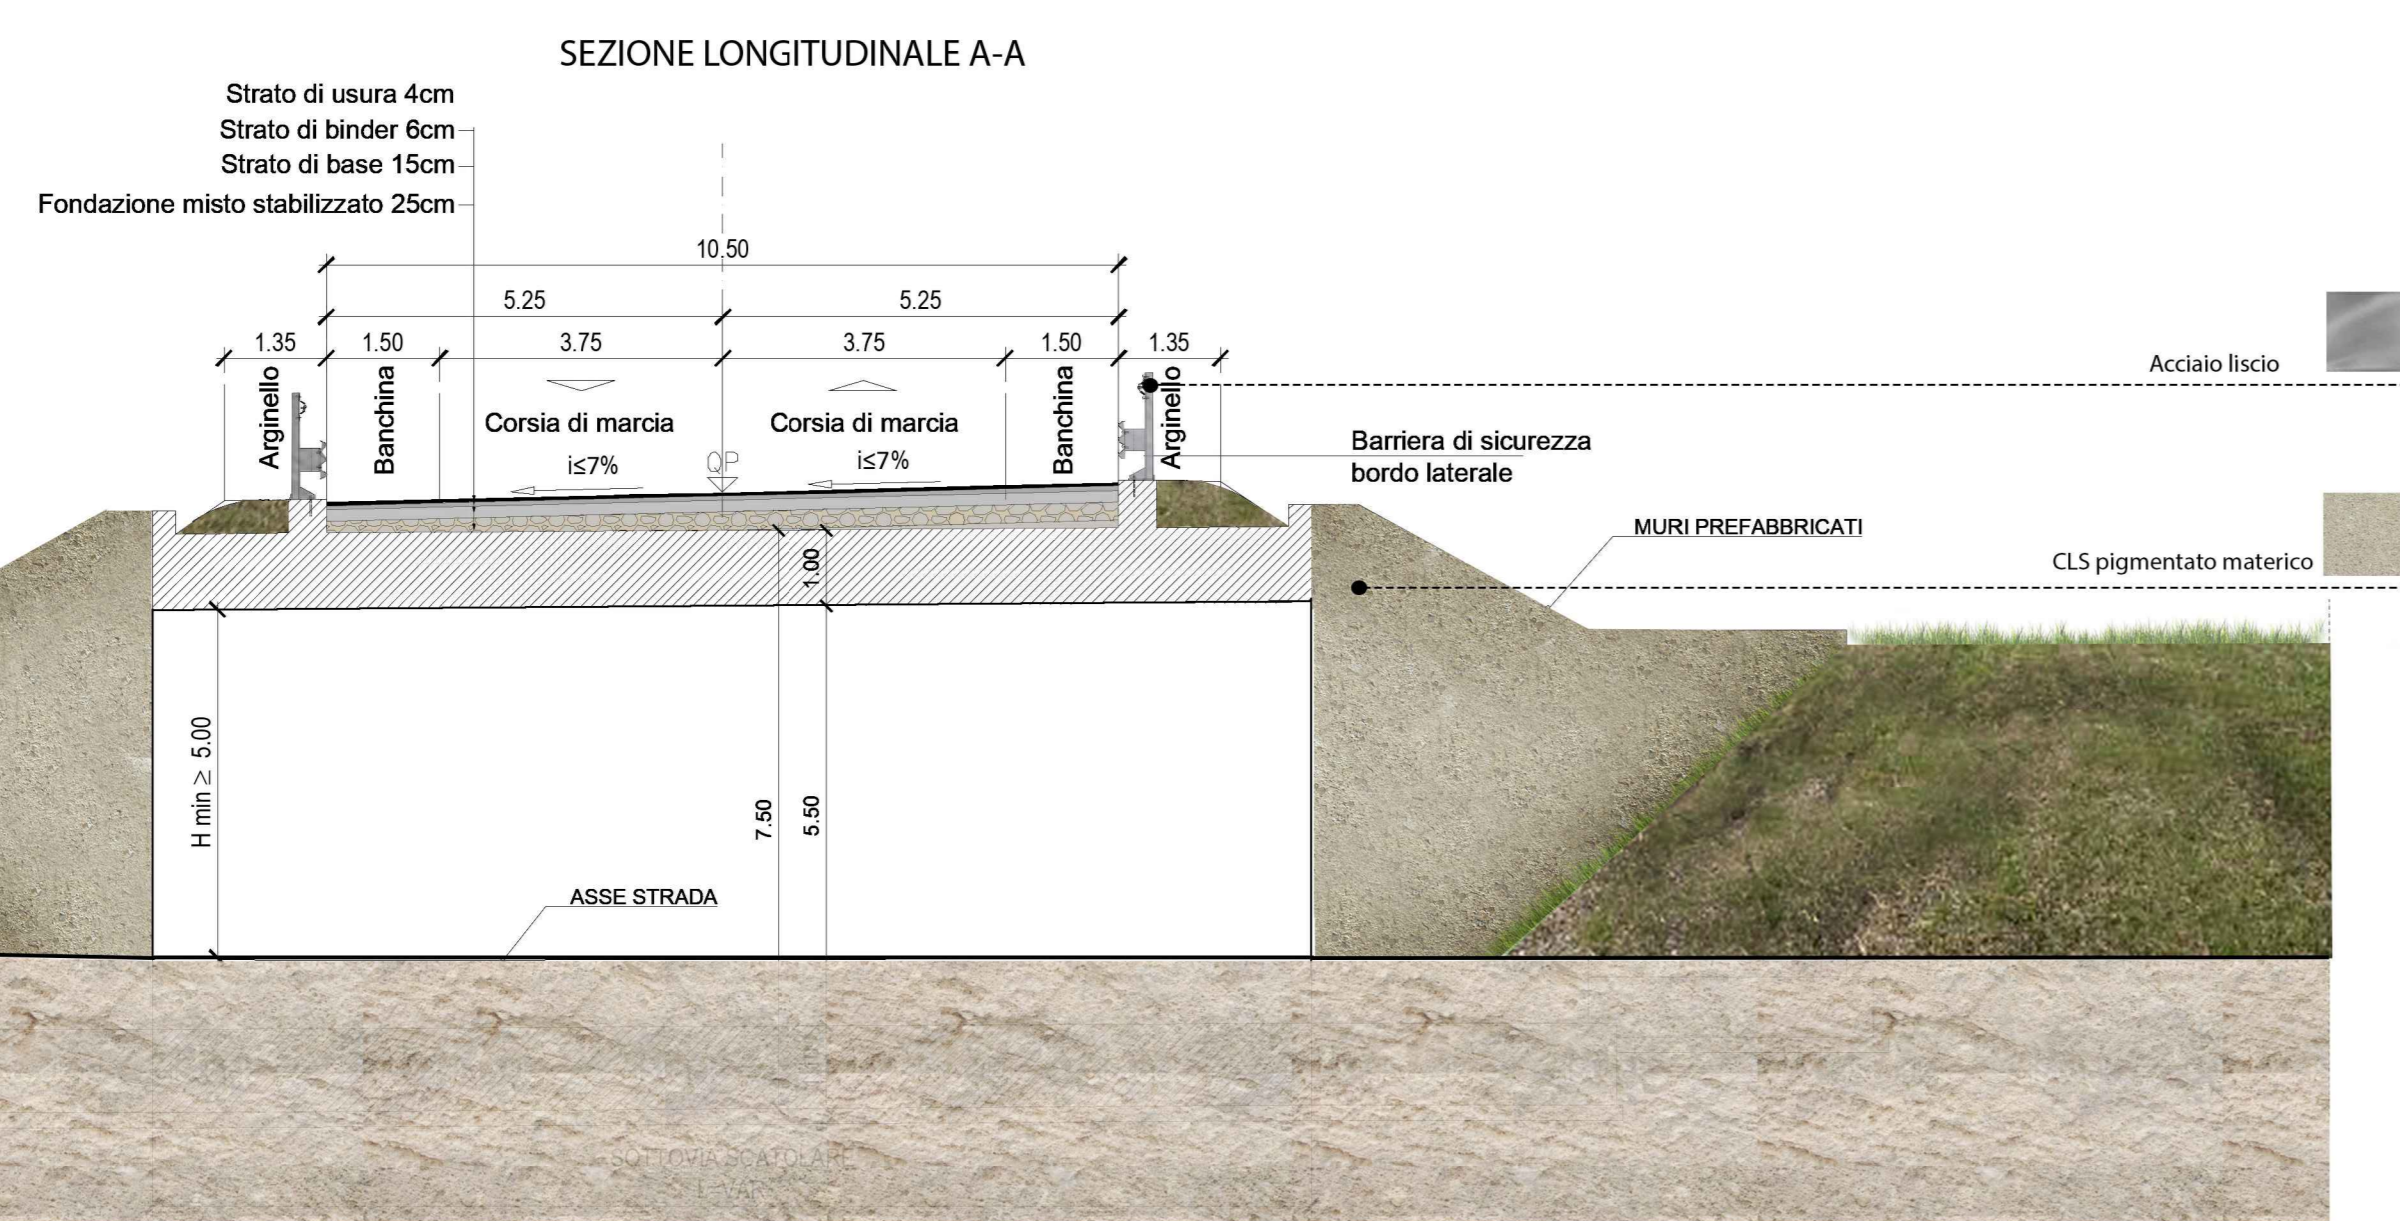 SEZIONE LONGITUDINALE A-A
Strato di usura 4cm
Strato di binder 6cm
Strato di base 15cm
Fondazione misto stabilizzato 25cm
10.50
5.25
5.25
1.35
1.50
3.75
3.75
1.50
1.35
Arginello
Banchina
Corsia di marcia
i≤7%
QP
Corsia di marcia
i≤7%
Banchina
Arginello
Acciaio liscio
Barriera di sicurezza
bordo laterale
MURI PREFABBRICATI
CLS pigmentato materico
1.00
H min ≥ 5.00
7.50
5.50
ASSE STRADA
SOTTOVIA SCATOLARE
L=VAR